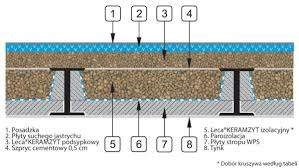 1 2 3 4
5 6 7 8
1. Posadzka
2. Płyty suchego jastrychu
3. Leca®KERAMZYT podsypkowy
4. Szpryc cementowy 0,5 cm
5. Leca®KERAMZYT izolacyjny *
6. Paroizolacja
7. Płyty stropu WPS
8. Tynk
* Dobór kruszywa według tabeli